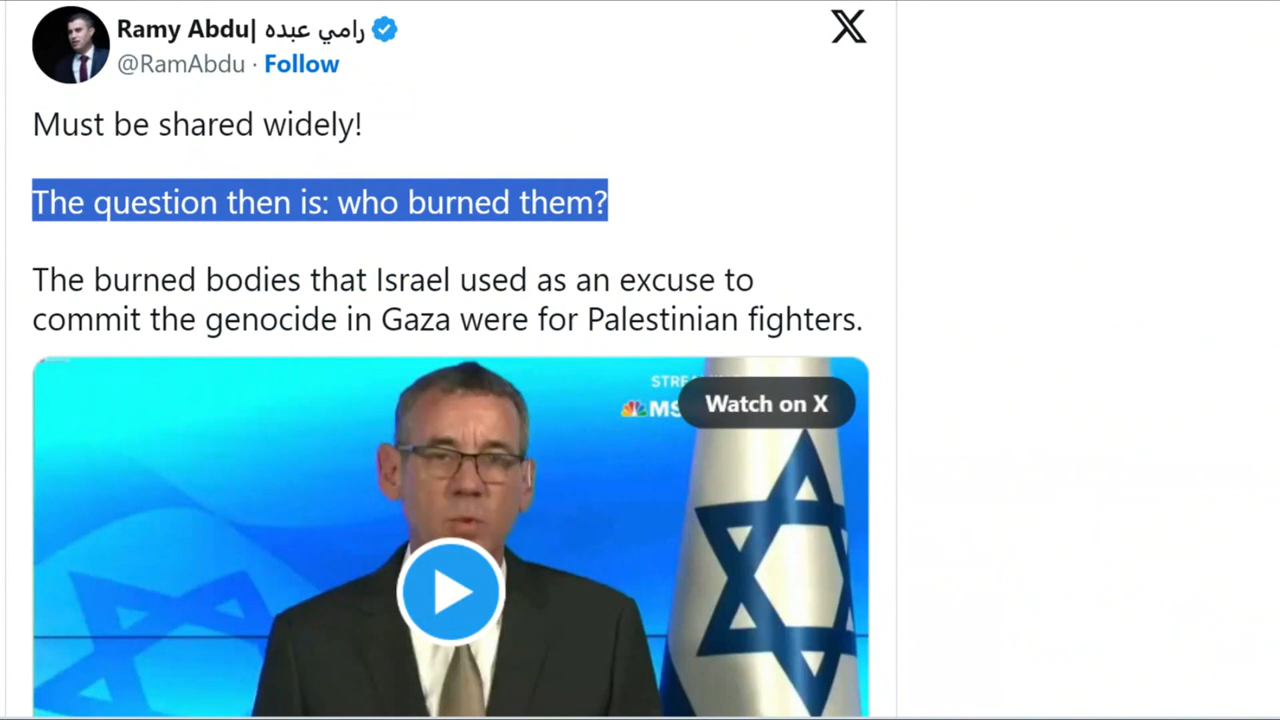 Ramy Abdu| رامي عبده
@RamAbdu · Follow
Must be shared widely!
The question then is: who burned them?
The burned bodies that Israel used as an excuse to
commit the genocide in Gaza were for Palestinian fighters.
Watch on X